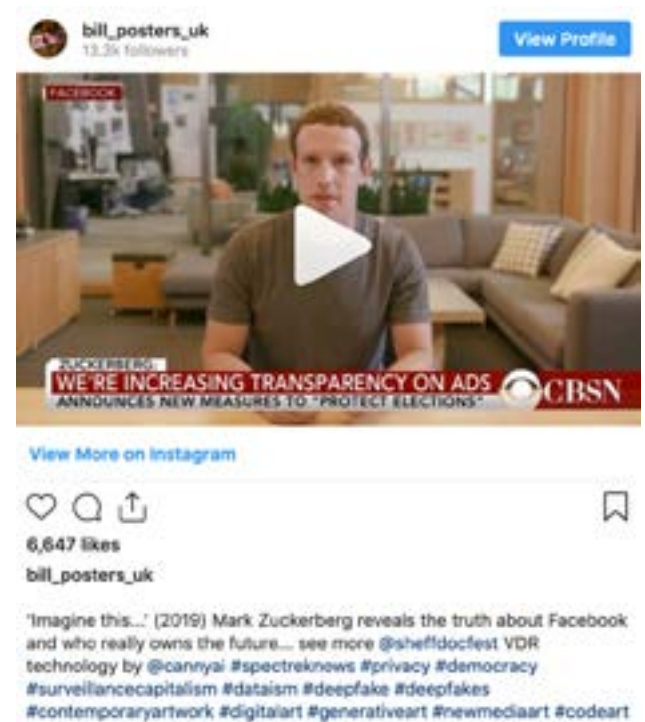 bill_posters_uk
13.2k followers
View Profile
FACEBOOK
ZUCKERBERG:
WE'RE INCREASING TRANSPARENCY ON ADS
ANNOUNCES NEW MEASURES TO "PROTECT ELECTIONS"
CBSN
View More on Instagram
6,647 likes
bill_posters_uk
'Imagine this...' (2019) Mark Zuckerberg reveals the truth about Facebook
and who really owns the future... see more @sheffdocfest VDR
technology by @cannyai #spectreknows #privacy #democracy
#surveillancecapitalism #dataism #deepfake #deepfakes
#contemporaryartwork #digitalart #generativeart #newmediaart #codeart